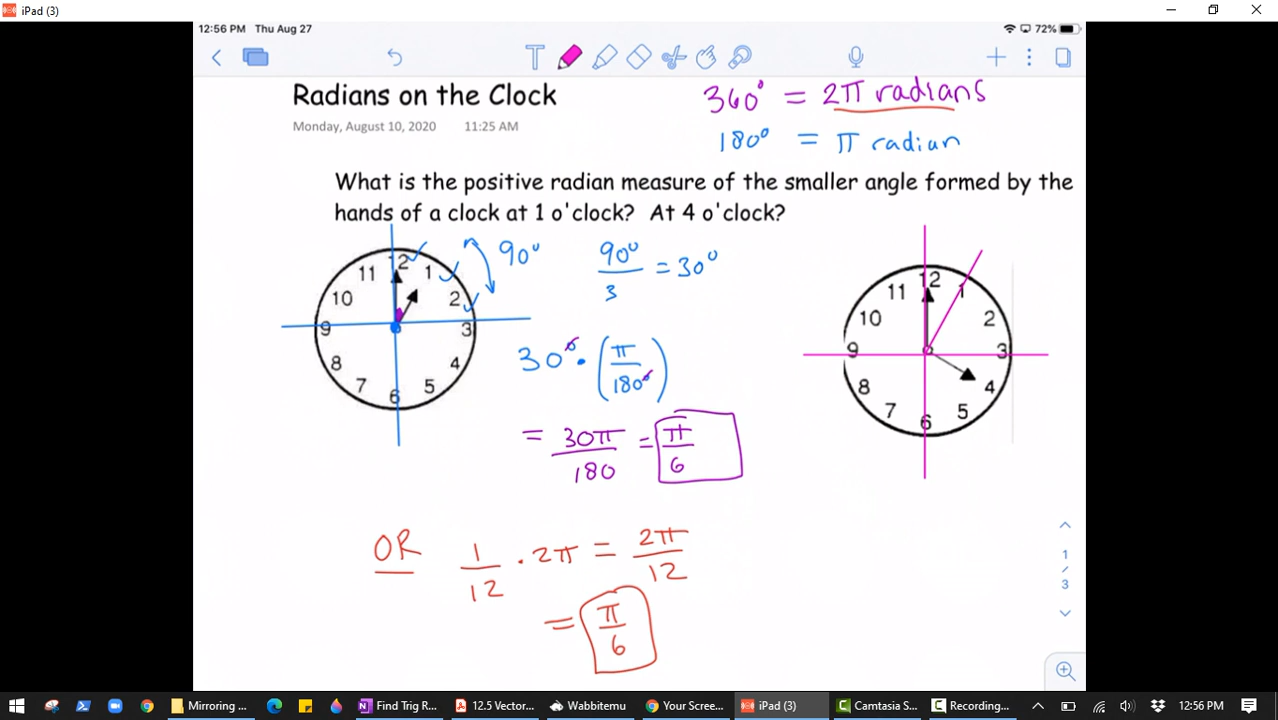 iPad (3)
12:56 PM Thu Aug 27
72%
T
Radians on the Clock
360° = 2π radians
Monday, August 10, 2020 11:25 AM
180° = π radian
What is the positive radian measure of the smaller angle formed by the
hands of a clock at 1 o'clock? At 4 o'clock?
12 1 2 3 4 5 6 7 8 9 10 11
90°
90°/3 = 30°
12 1 2 3 4 5 6 7 8 9 10 11
30° · (π/180°)
= 30π/180 = π/6
OR 1/12 · 2π = 2π/12
= π/6
1
/
3
Mirroring ...
Find Trig R...
12.5 Vector...
Wabbitemu
Your Scree...
iPad (3)
Camtasia S...
Recording...
12:56 PM